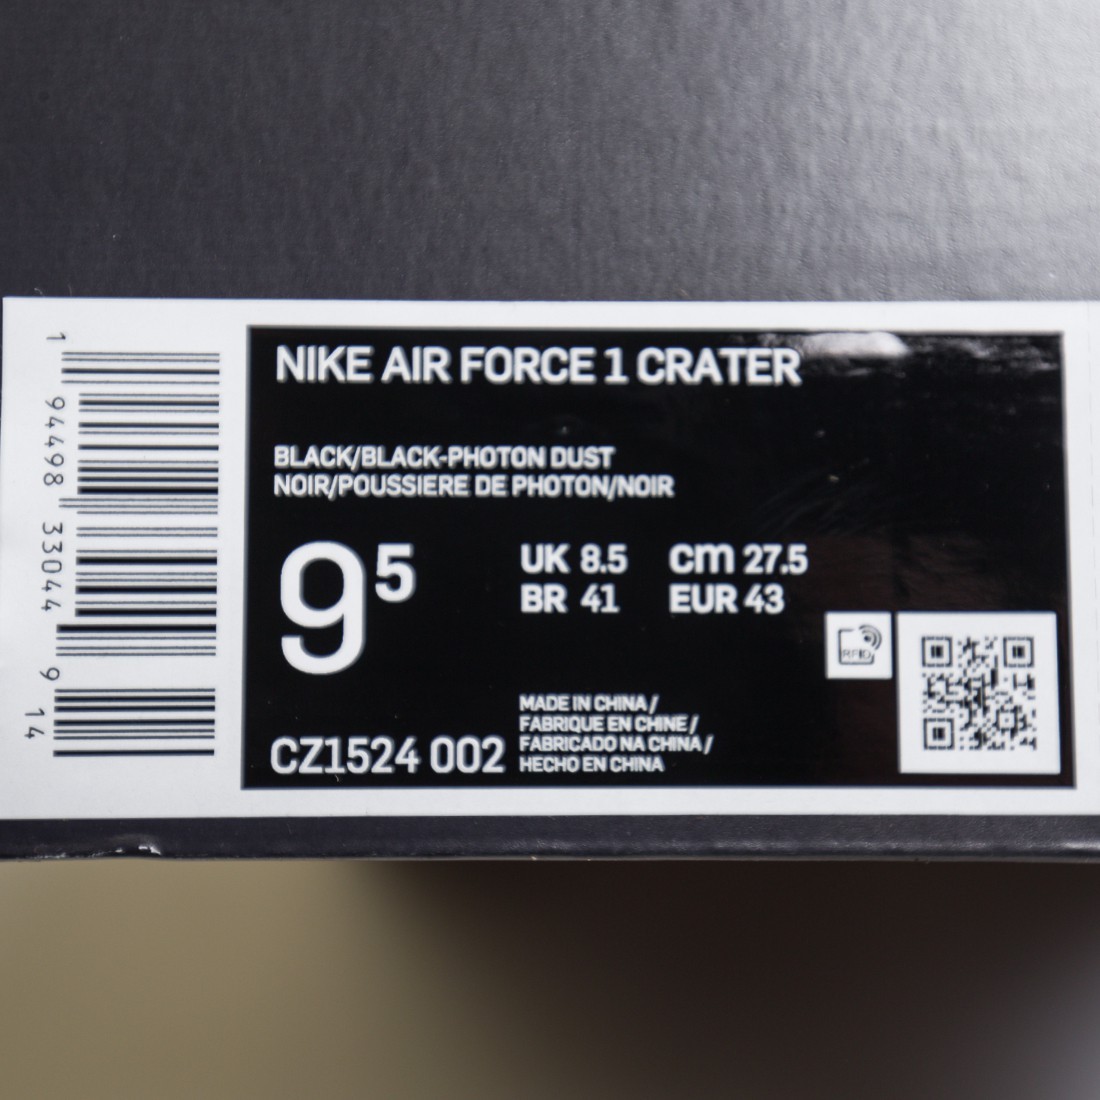 NIKE AIR FORCE 1 CRATER
BLACK/BLACK-PHOTON DUST
NOIR/POUSSIERE DE PHOTON/NOIR
9⁵
UK 8.5 cm 27.5
BR 41 EUR 43
RFID
MADE IN CHINA /
FABRIQUE EN CHINE /
FABRICADO NA CHINA /
HECHO EN CHINA
CZ1524 002
1 94498 33044 9 14